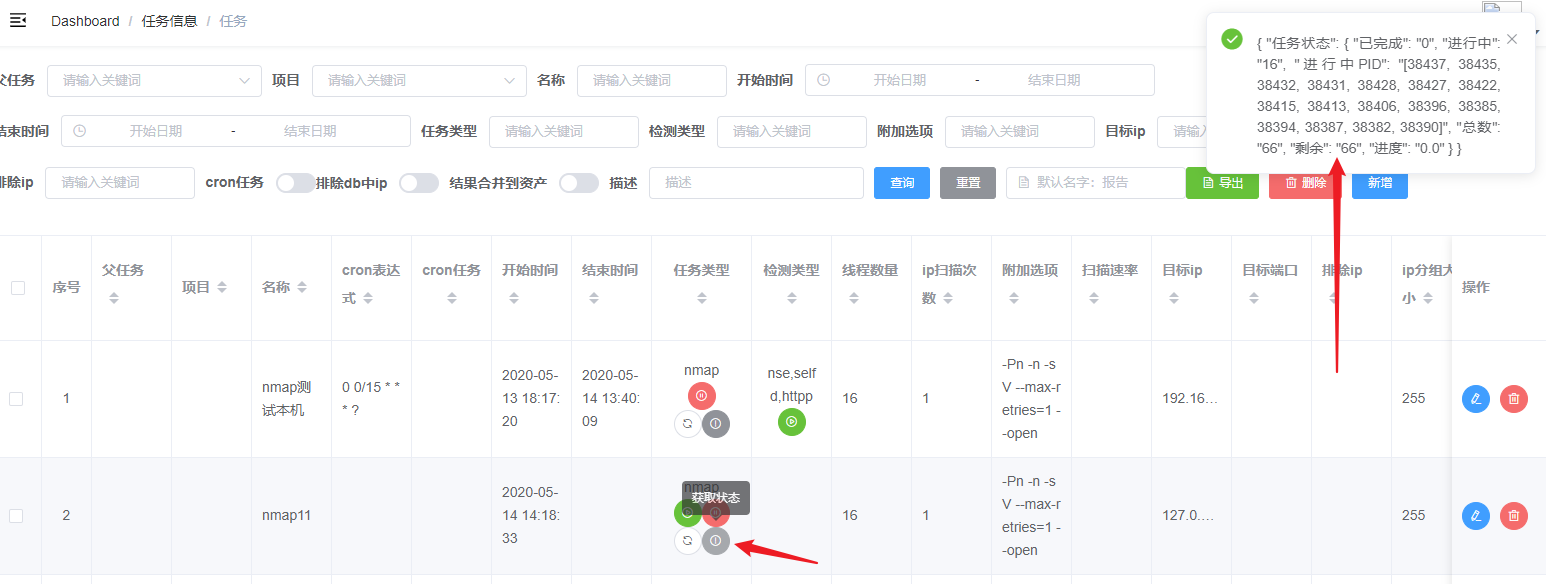 Dashboard / 任务信息 / 任务
{ "任务状态": { "已完成": "0", "进行中":
"16", "进行中PID": "[38437, 38435,
38432, 38431, 38428, 38427, 38422,
38415, 38413, 38406, 38396, 38385,
38394, 38387, 38382, 38390]", "总数":
"66", "剩余": "66", "进度": "0.0" } }
父任务 请输入关键词 项目 请输入关键词 名称 请输入关键词 开始时间 开始日期 - 结束日期
结束时间 开始日期 - 结束日期 任务类型 请输入关键词 检测类型 请输入关键词 附加选项 请输入关键词 目标ip 请输入
排除ip 请输入关键词 cron任务 排除db中ip 结果合并到资产 描述 描述 查询 重置 默认名字：报告 导出 删除 新增
序号 父任务 项目 名称 cron表达式 cron任务 开始时间 结束时间 任务类型 检测类型 线程数量 ip扫描次数 附加选项 扫描速率 目标ip 目标端口 排除ip ip分组大小 操作
1
nmap测
试本机
0 0/15 * *
* ?
2020-05-
13 18:17:
20
2020-05-
14 13:40:
09
nmap
nse,self
d,httpp
16
1
-Pn -n -s
V --max-r
etries=1 -
-open
192.16...
255
2
nmap11
2020-05-
14 14:18:
33
nmap
获取状态
16
1
-Pn -n -s
V --max-r
etries=1 -
-open
127.0....
255